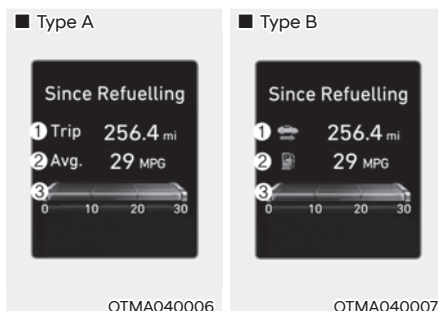 ■ Type A
Since Refuelling
1 Trip 256.4 mi
2 Avg. 29 MPG
3
0 10 20 30
OTMA040006
■ Type B
Since Refuelling
1 256.4 mi
2 29 MPG
3
0 10 20 30
OTMA040007